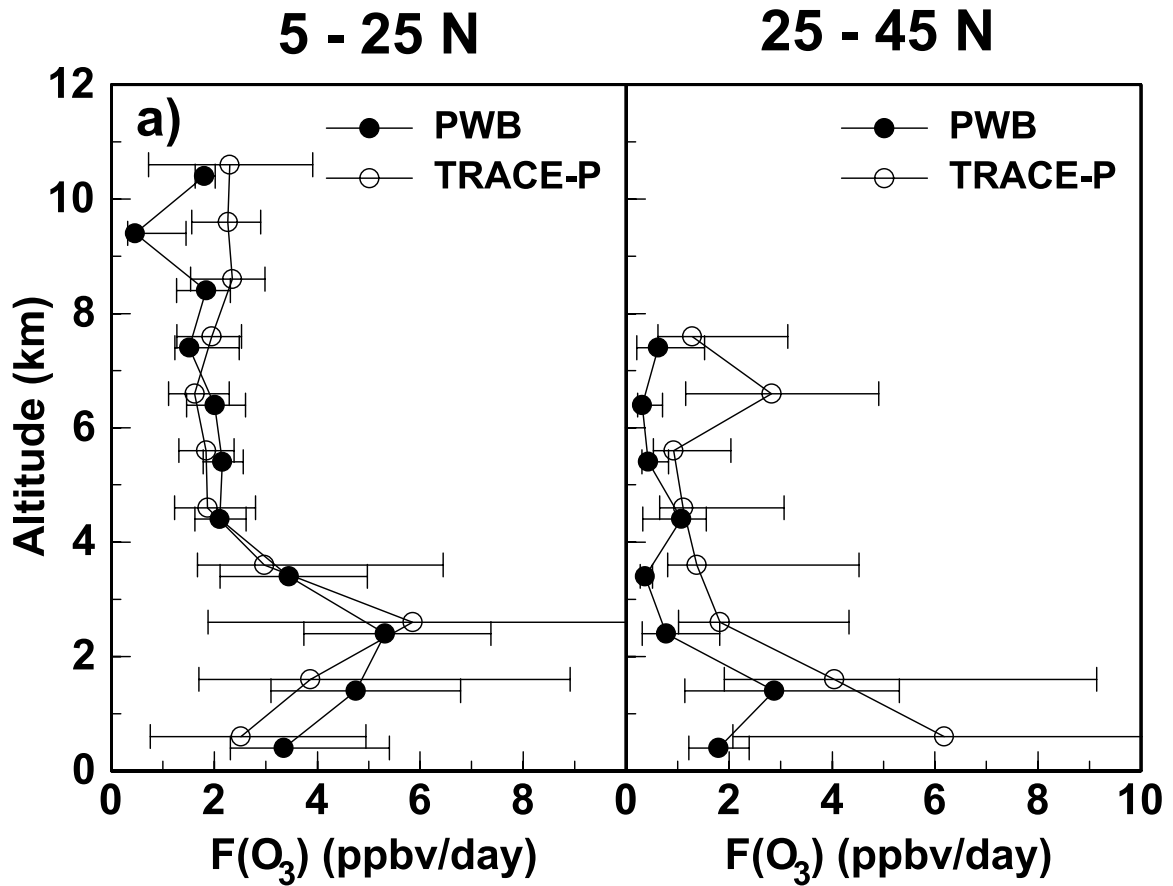 5 - 25 N
25 - 45 N
a)
PWB
TRACE-P
PWB
TRACE-P
Altitude (km)
12
10
8
6
4
2
0
0 2 4 6 8
0 2 4 6 8 10
F(O₃) (ppbv/day)
F(O₃) (ppbv/day)